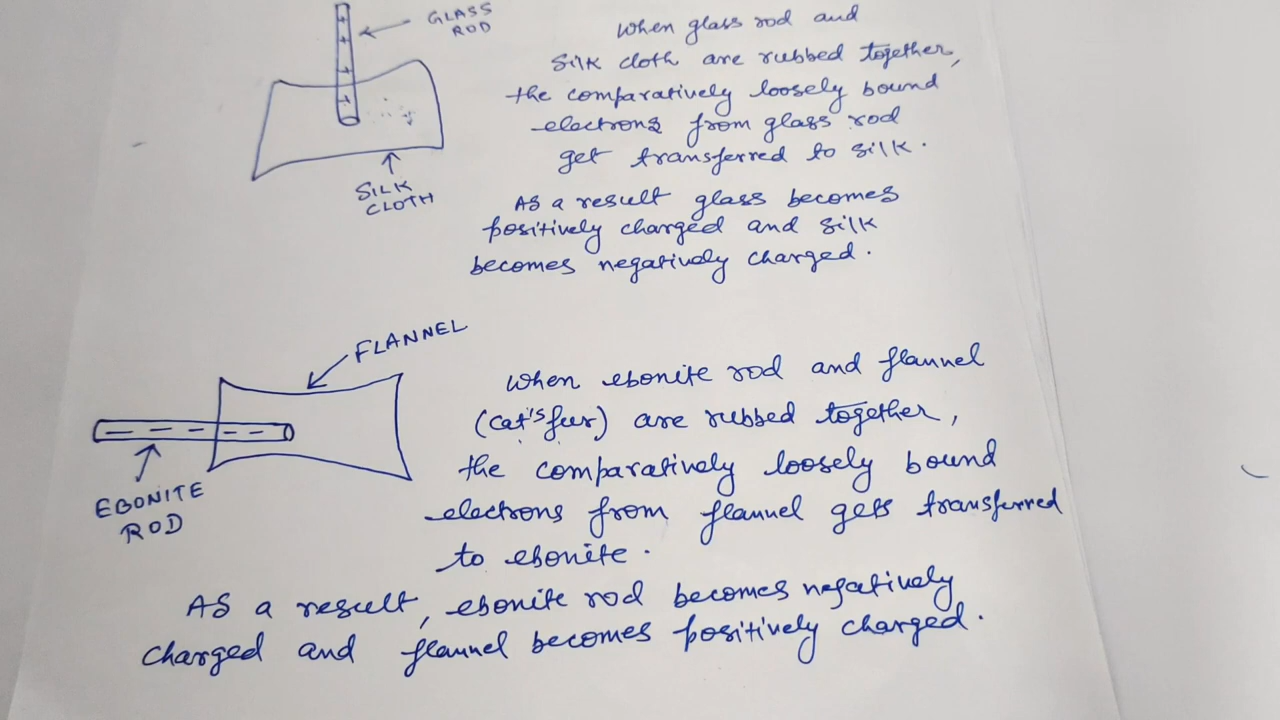 GLASS
ROD
SILK
CLOTH
When glass rod and
silk cloth are rubbed together,
the comparatively loosely bound
electrons from glass rod
get transferred to silk.
As a result glass becomes
positively charged and silk
becomes negatively charged.
FLANNEL
EBONITE
ROD
When ebonite rod and flannel
(cat's fur) are rubbed together,
the comparatively loosely bound
electrons from flannel gets transferred
to ebonite.
As a result, ebonite rod becomes negatively
charged and flannel becomes positively charged.